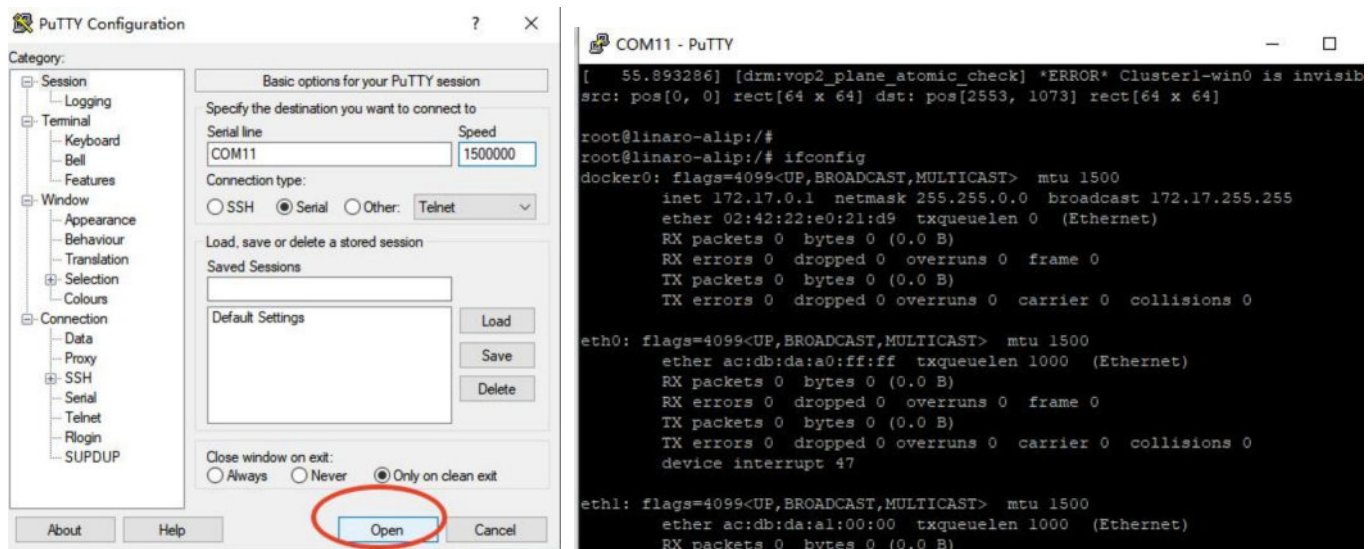 PuTTY Configuration
Category:
Session
Logging
Terminal
Keyboard
Bell
Features
Window
Appearance
Behaviour
Translation
Selection
Colours
Connection
Data
Proxy
SSH
Serial
Telnet
Rlogin
SUPDUP
Basic options for your PuTTY session
Specify the destination you want to connect to
Serial line Speed
COM11 1500000
Connection type:
SSH Serial Other: Telnet
Load, save or delete a stored session
Saved Sessions
Default Settings
Load
Save
Delete
Close window on exit:
Always Never Only on clean exit
About Help Open Cancel
COM11 - PuTTY
[   55.893286] [drm:vop2_plane_atomic_check] *ERROR* Cluster1-win0 is invisib
src: pos[0, 0] rect[64 x 64] dst: pos[2553, 1073] rect[64 x 64]
root@linaro-alip:/#
root@linaro-alip:/# ifconfig
docker0: flags=4099<UP,BROADCAST,MULTICAST>  mtu 1500
inet 172.17.0.1  netmask 255.255.0.0  broadcast 172.17.255.255
ether 02:42:22:e0:21:d9  txqueuelen 0  (Ethernet)
RX packets 0  bytes 0 (0.0 B)
RX errors 0  dropped 0  overruns 0  frame 0
TX packets 0  bytes 0 (0.0 B)
TX errors 0  dropped 0 overruns 0  carrier 0  collisions 0
eth0: flags=4099<UP,BROADCAST,MULTICAST>  mtu 1500
ether ac:db:da:a0:ff:ff  txqueuelen 1000  (Ethernet)
RX packets 0  bytes 0 (0.0 B)
RX errors 0  dropped 0  overruns 0  frame 0
TX packets 0  bytes 0 (0.0 B)
TX errors 0  dropped 0 overruns 0  carrier 0  collisions 0
device interrupt 47
eth1: flags=4099<UP,BROADCAST,MULTICAST>  mtu 1500
ether ac:db:da:a1:00:00  txqueuelen 1000  (Ethernet)
RX packets 0  bytes 0 (0.0 B)